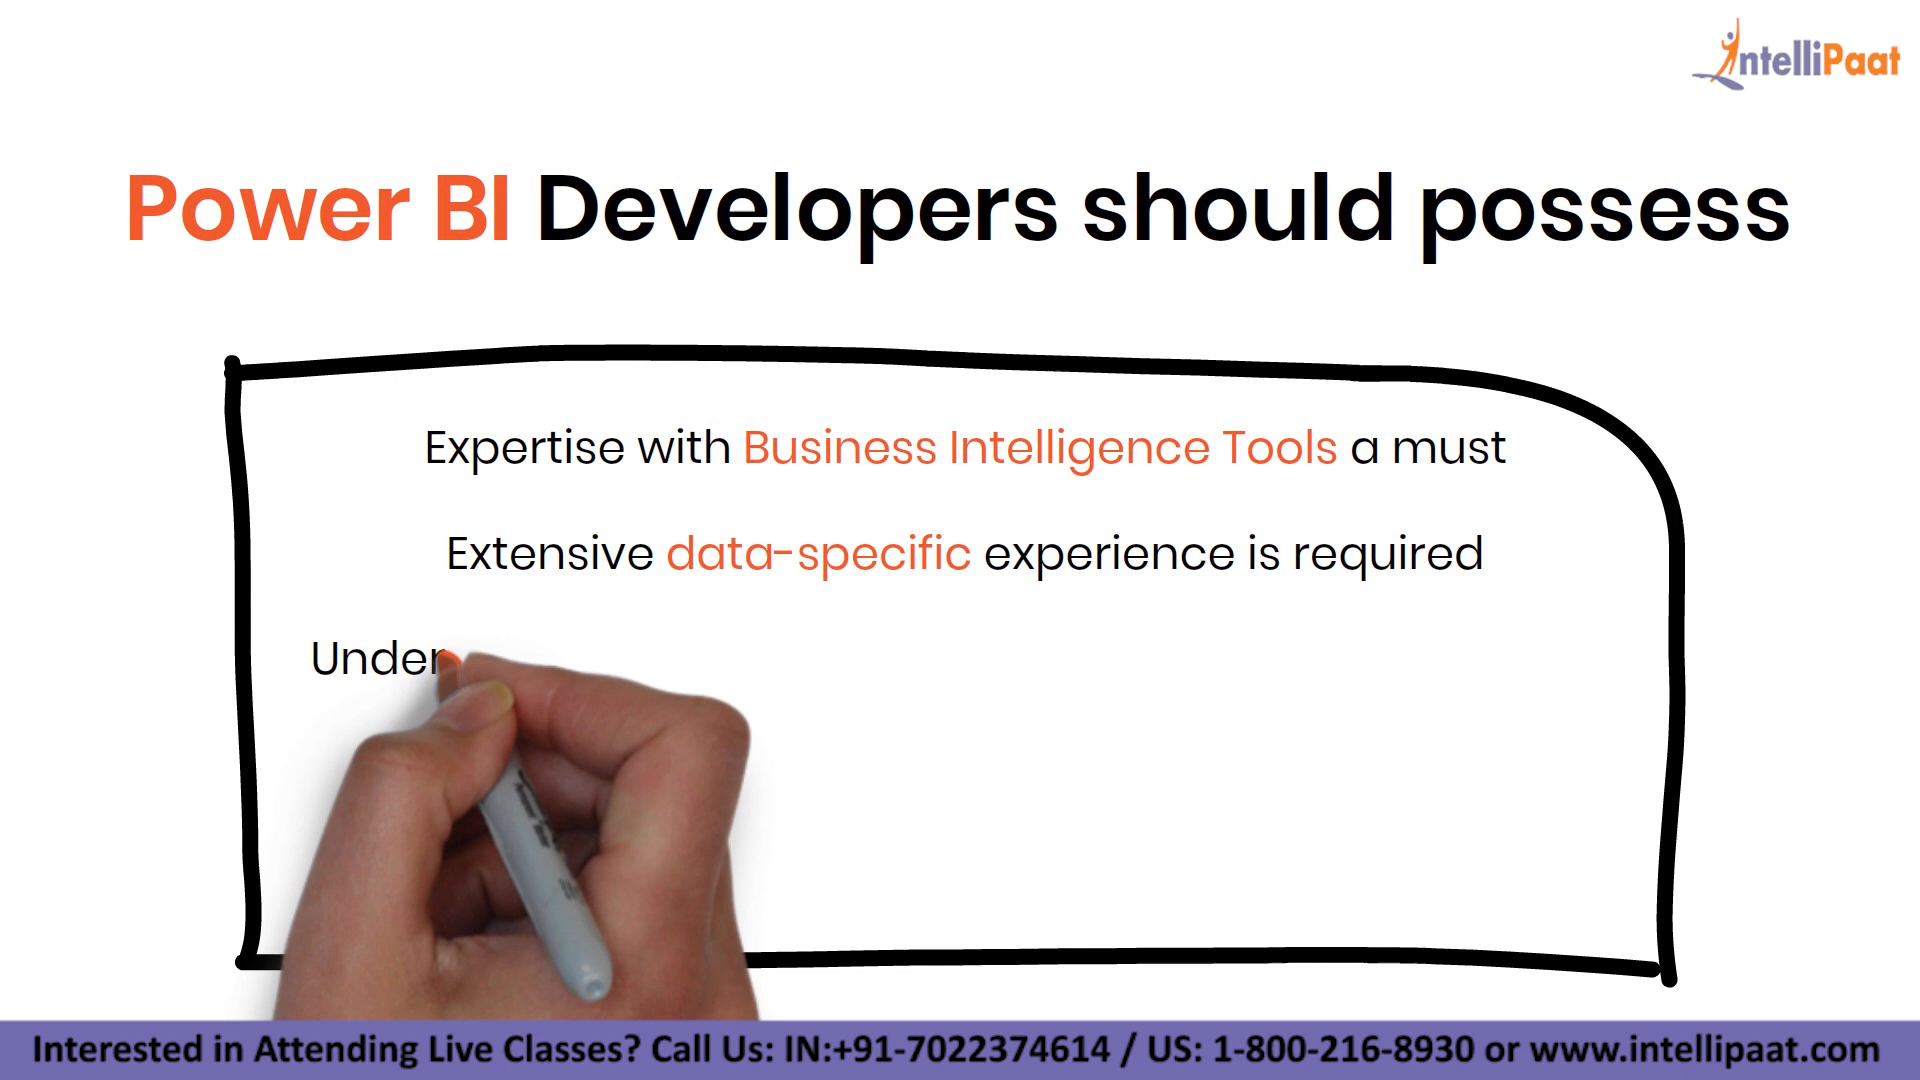 IntelliPaat
Power BI Developers should possess
Expertise with Business Intelligence Tools a must
Extensive data-specific experience is required
Under
Interested in Attending Live Classes? Call Us: IN:+91-7022374614 / US: 1-800-216-8930 or www.intellipaat.com